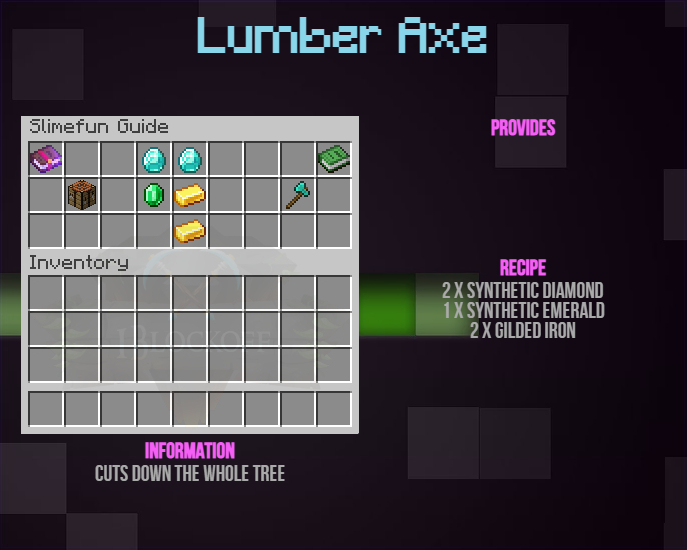 Lumber Axe
Slimefun Guide
Inventory
IBLOCKOFF
INFORMATION
CUTS DOWN THE WHOLE TREE
PROVIDES
RECIPE
2 X SYNTHETIC DIAMOND
1 X SYNTHETIC EMERALD
2 X GILDED IRON